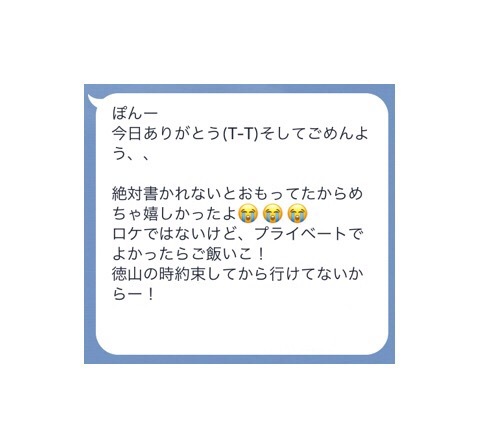 ぽんー
今日ありがとう(T-T)そしてごめんよ
う、、
絶対書かれないとおもってたからめ
ちゃ嬉しかったよ😭😭😭
ロケではないけど、プライベートで
よかったらご飯いこ！
徳山の時約束してから行けてないか
らー！